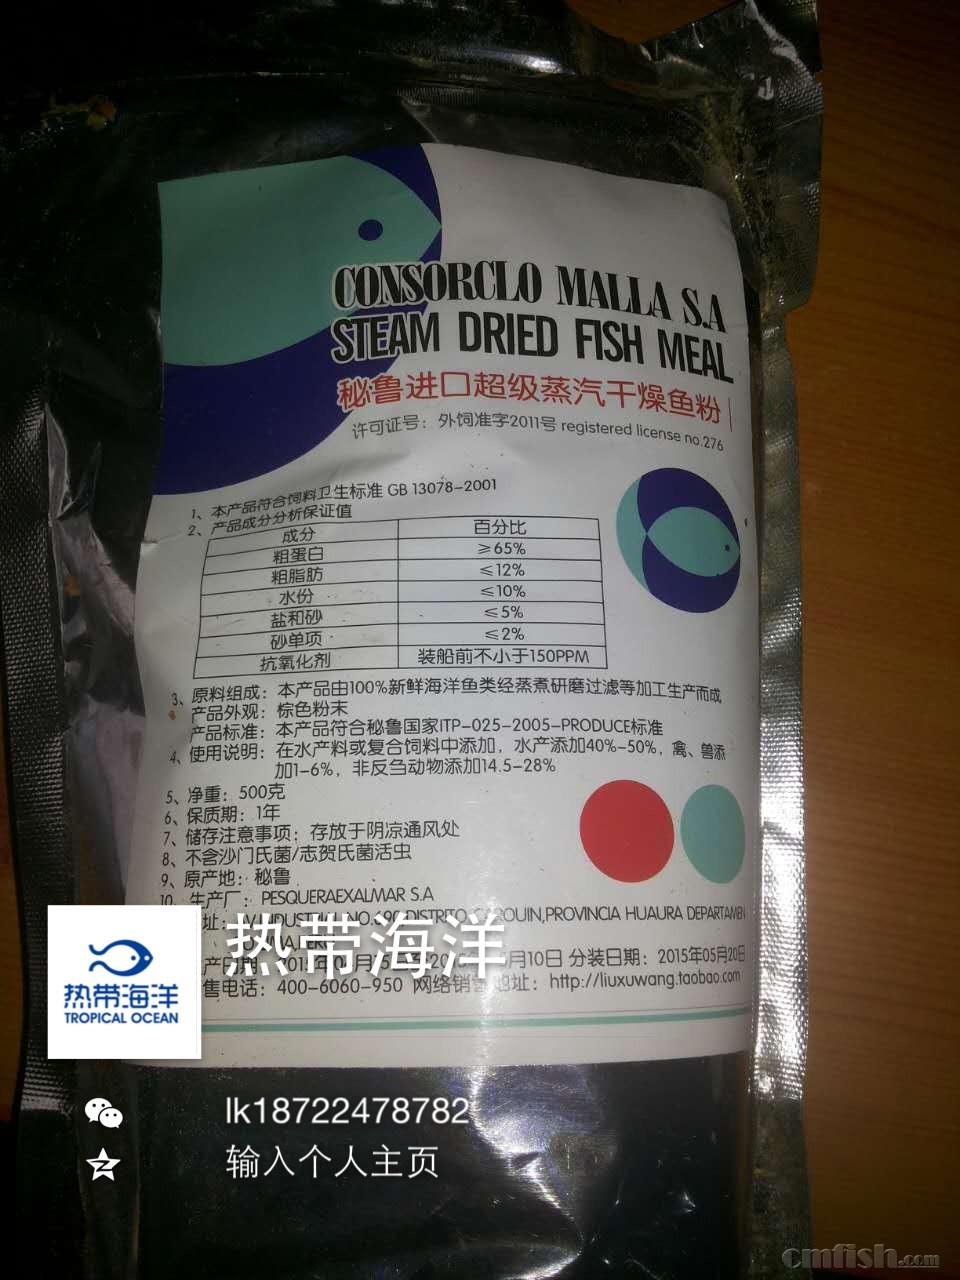 CONSORCLO MALLA S.A
STEAM DRIED FISH MEAL
秘鲁进口超级蒸汽干燥鱼粉
许可证号：外饲准字2011号 registered license no.276
1、本产品符合饲料卫生标准 GB 13078-2001
2、产品成分分析保证值
成分 百分比
粗蛋白 ≥65%
粗脂肪 ≤12%
水份 ≤10%
盐和砂 ≤5%
砂单项 ≤2%
抗氧化剂 装船前不小于150PPM
3、原料组成：本产品由100%新鲜海洋鱼类经蒸煮研磨过滤等加工生产而成
产品外观：棕色粉末
产品标准：本产品符合秘鲁国家ITP-025-2005-PRODUCE标准
4、使用说明：在水产料或复合饲料中添加，水产添加40%-50%，禽、兽添
加1-6%，非反刍动物添加14.5-28%
5、净重：500克
6、保质期：1年
7、储存注意事项：存放于阴凉通风处
8、不含沙门氏菌/志贺氏菌活虫
9、原产地：秘鲁
10、生产厂：PESQUERAEXALMAR S.A
址： INDUSTRIAL NO. DISTRITO ,PROVINCIA HUAURA DEPARTAMEN
月10日 分装日期：2015年05月20日
售电话：400-6060-950 网络销售地址：http://liuxuwang.taobao.com
热带海洋
热带海洋
TROPICAL OCEAN
lk18722478782
输入个人主页
cmfish.com